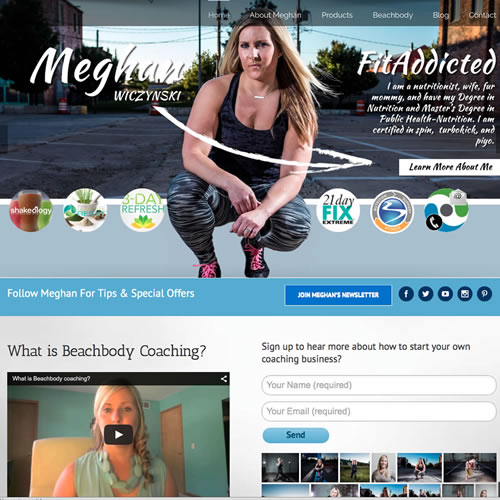 Home About Meghan Products Beachbody Blog Contact
Meghan
WICZYNSKI
FitAddicted
I am a nutritionist, wife, fur
mommy, and have my Degree in
Nutrition and Master's Degree in
Public Health-Nutrition. I am
certified in spin, turbokick, and
piyo.
Learn More About Me
shakeology
3-DAY
REFRESH
21day
FIX
EXTREME
Follow Meghan For Tips & Special Offers
JOIN MEGHAN'S NEWSLETTER
What is Beachbody Coaching?
What is Beachbody coaching?
Sign up to hear more about how to start your own
coaching business?
Your Name (required)
Your Email (required)
Send